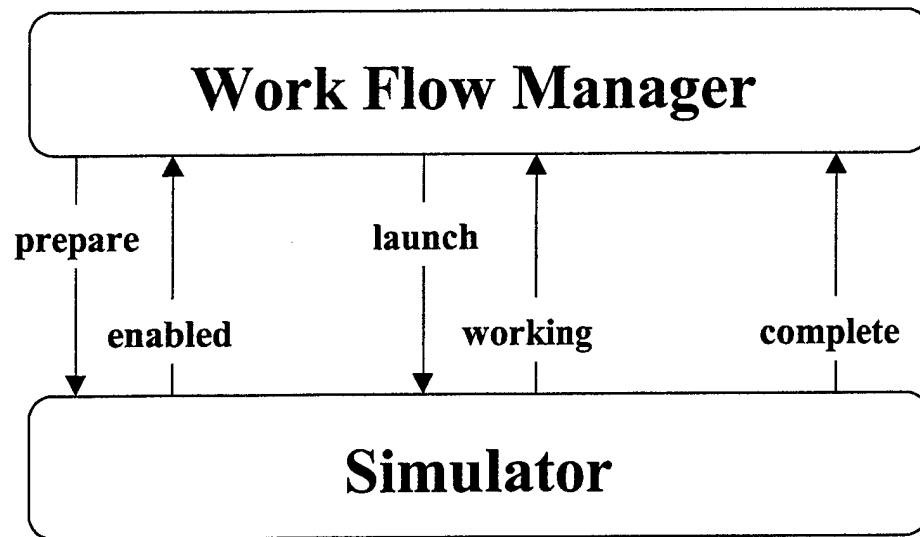 Work Flow Manager
prepare
launch
enabled
working
complete
Simulator